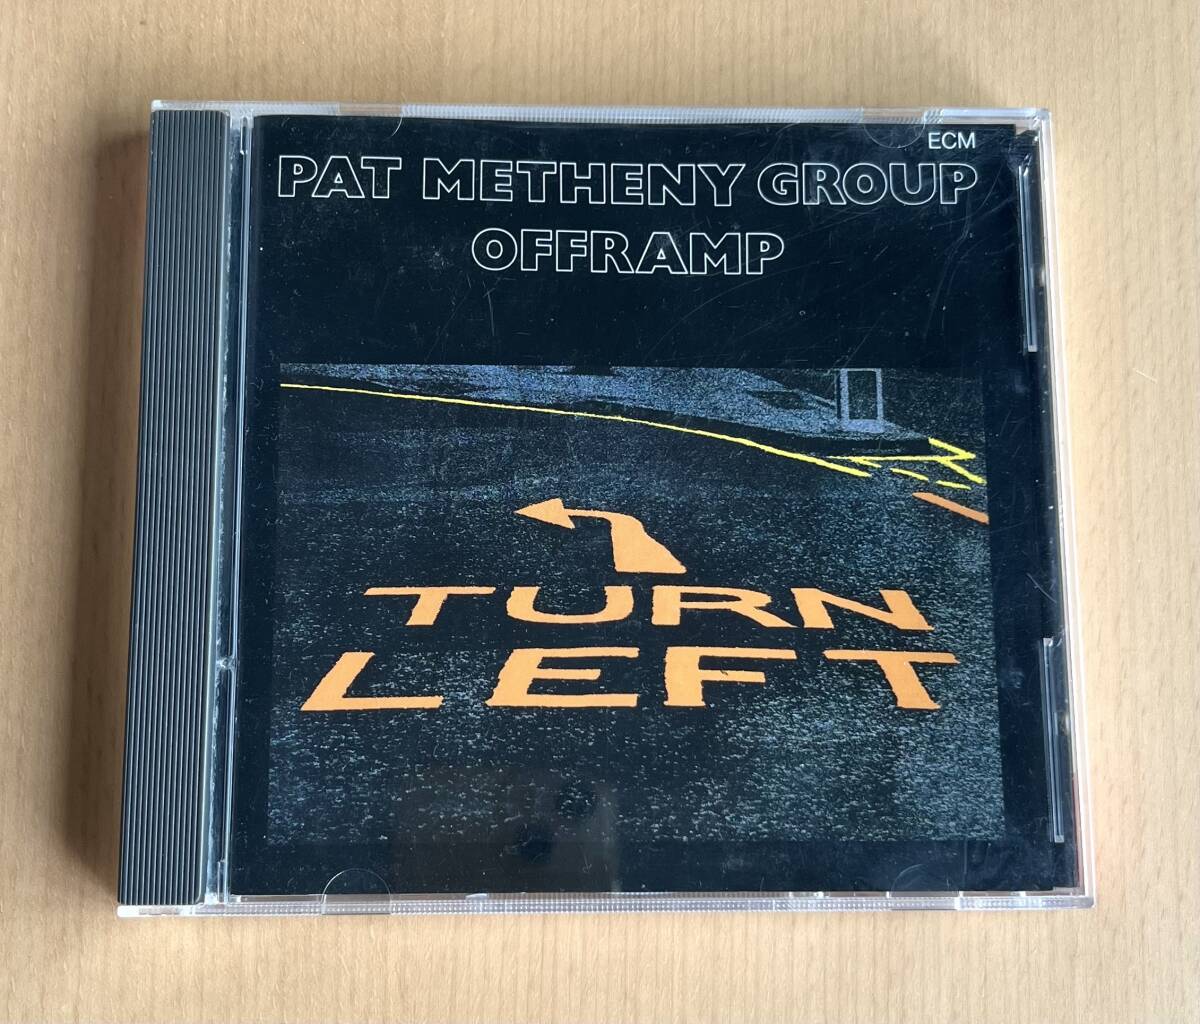 ECM
PAT METHENY GROUP
OFFRAMP
TURN
LEFT